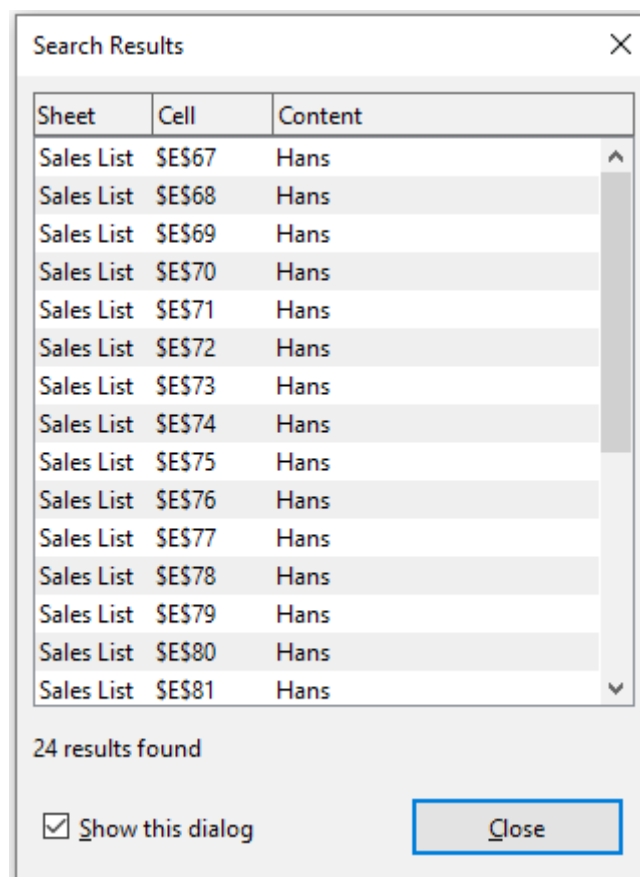 Search Results
Sheet Cell Content
Sales List $E$67 Hans
Sales List $E$68 Hans
Sales List $E$69 Hans
Sales List $E$70 Hans
Sales List $E$71 Hans
Sales List $E$72 Hans
Sales List $E$73 Hans
Sales List $E$74 Hans
Sales List $E$75 Hans
Sales List $E$76 Hans
Sales List $E$77 Hans
Sales List $E$78 Hans
Sales List $E$79 Hans
Sales List $E$80 Hans
Sales List $E$81 Hans
24 results found
Show this dialog Close